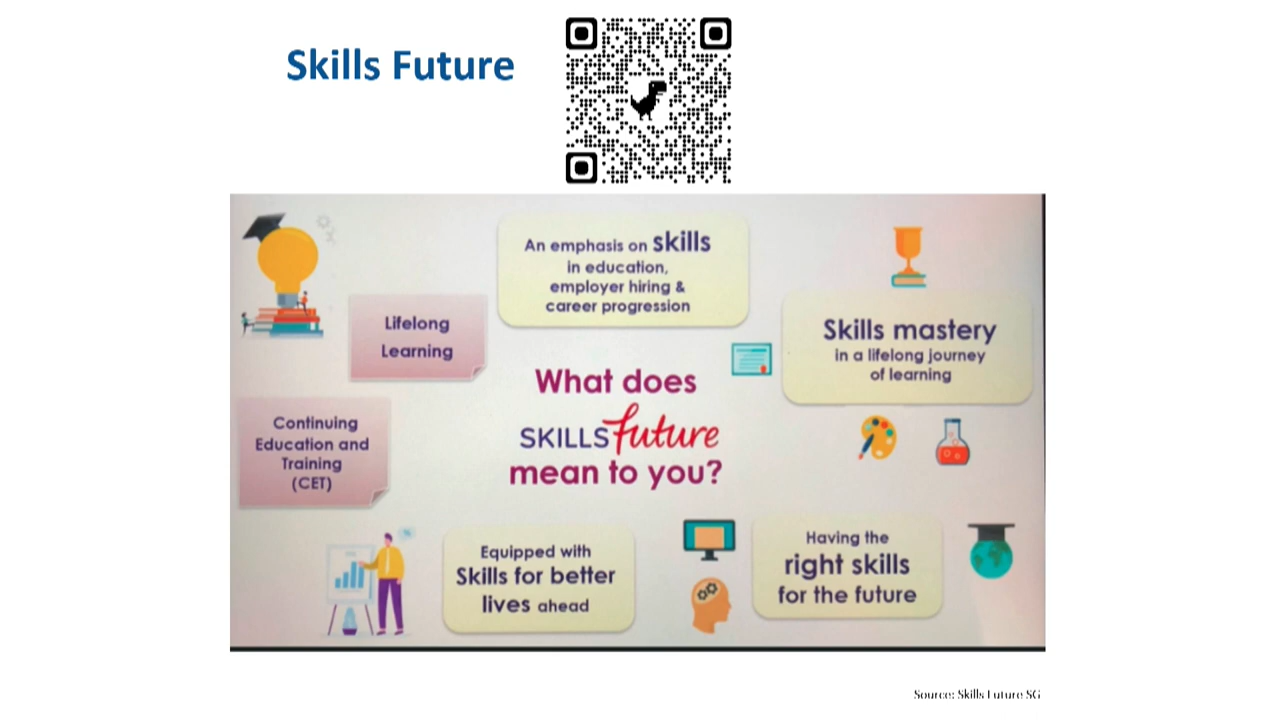 Skills Future
An emphasis on skills
in education,
employer hiring &
career progression
Lifelong
Learning
Skills mastery
in a lifelong journey
of learning
What does
SKILLSfuture
mean to you?
Continuing
Education and
Training
(CET)
Equipped with
Skills for better
lives ahead
Having the
right skills
for the future
Source: Skills Future SG